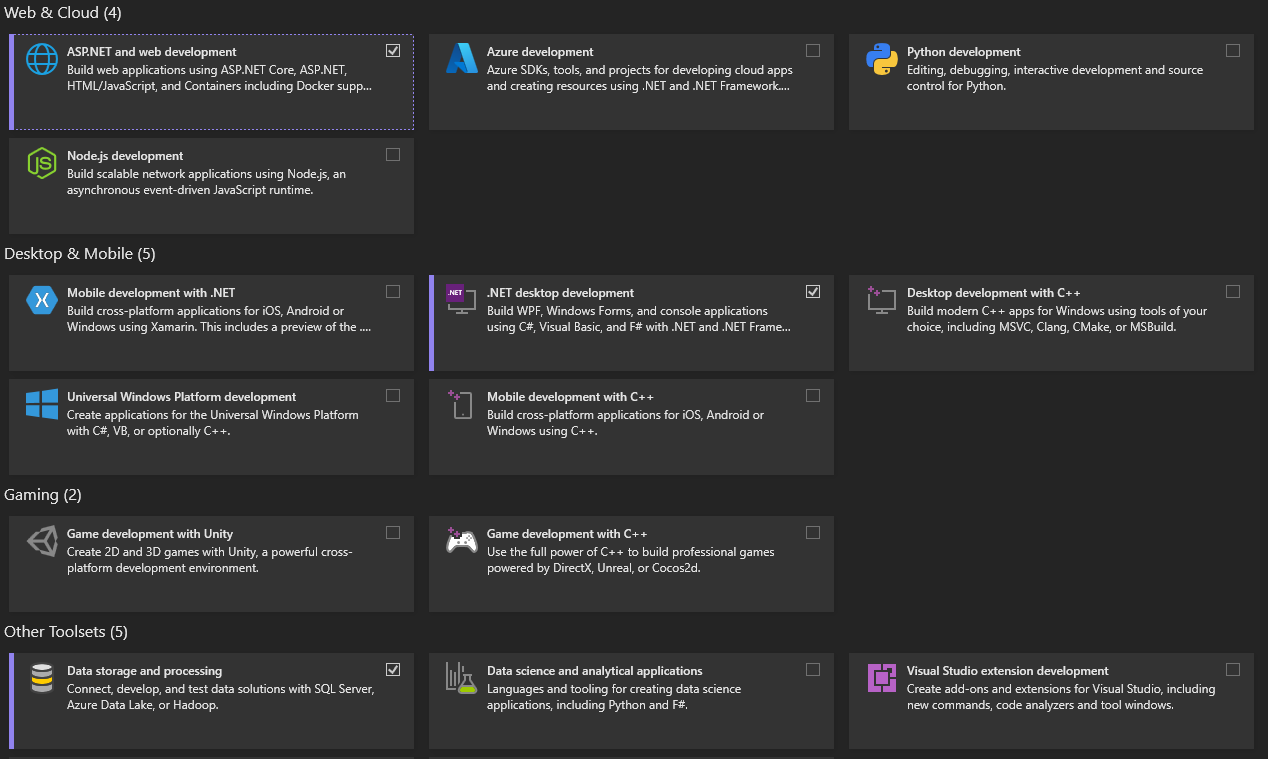 Web & Cloud (4)
ASP.NET and web development
Build web applications using ASP.NET Core, ASP.NET,
HTML/JavaScript, and Containers including Docker supp...
Azure development
Azure SDKs, tools, and projects for developing cloud apps
and creating resources using .NET and .NET Framework....
Python development
Editing, debugging, interactive development and source
control for Python.
JS
Node.js development
Build scalable network applications using Node.js, an
asynchronous event-driven JavaScript runtime.
Desktop & Mobile (5)
Mobile development with .NET
Build cross-platform applications for iOS, Android or
Windows using Xamarin. This includes a preview of the ....
.NET
.NET desktop development
Build WPF, Windows Forms, and console applications
using C#, Visual Basic, and F# with .NET and .NET Frame...
Desktop development with C++
Build modern C++ apps for Windows using tools of your
choice, including MSVC, Clang, CMake, or MSBuild.
Universal Windows Platform development
Create applications for the Universal Windows Platform
with C#, VB, or optionally C++.
Mobile development with C++
Build cross-platform applications for iOS, Android or
Windows using C++.
Gaming (2)
Game development with Unity
Create 2D and 3D games with Unity, a powerful cross-
platform development environment.
Game development with C++
Use the full power of C++ to build professional games
powered by DirectX, Unreal, or Cocos2d.
Other Toolsets (5)
Data storage and processing
Connect, develop, and test data solutions with SQL Server,
Azure Data Lake, or Hadoop.
Data science and analytical applications
Languages and tooling for creating data science
applications, including Python and F#.
Visual Studio extension development
Create add-ons and extensions for Visual Studio, including
new commands, code analyzers and tool windows.